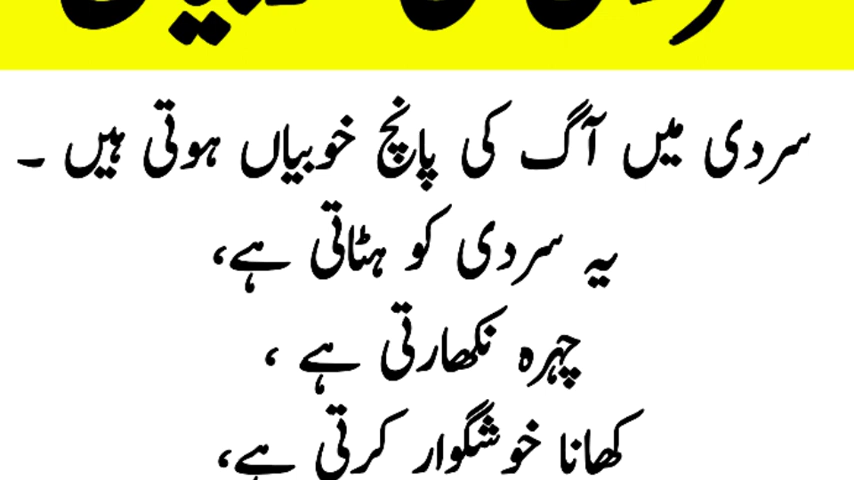 سردی میں آگ کی پانچ خوبیاں ہوتی ہیں ۔
یہ سردی کو ہٹاتی ہے،
چہرہ نکھارتی ہے ،
کھانا خوشگوار کرتی ہے،